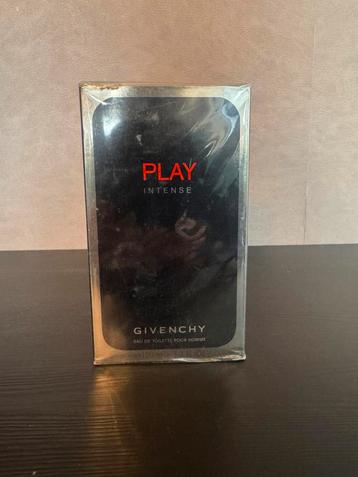 PLAY
INTENSE
GIVENCHY
EAU DE TOILETTE POUR HOMME